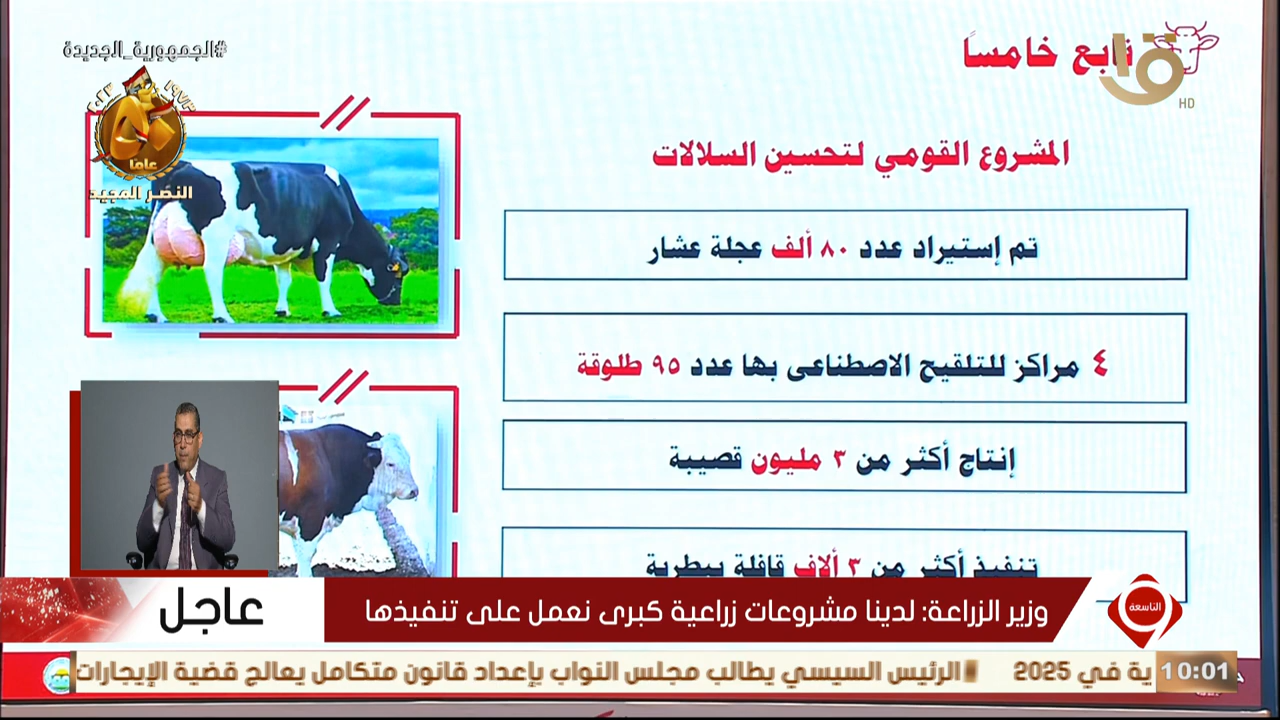 #الجمهورية_الجديدة
تابع خامساً
HD
١٩٧٣
٥٠
عاماً
النصر المجيد
المشروع القومي لتحسين السلالات
تم إستيراد عدد ٨٠ ألف عجلة عشار
٤ مراكز للتلقيح الاصطناعى بها عدد ٩٥ طلوقة
إنتاج أكثر من ٣ مليون قصيبة
تنفيذ أكثر من ٣ ألاف قافلة بيطرية
التاسعة
وزير الزراعة: لدينا مشروعات زراعية كبرى نعمل على تنفيذها
عاجل
10:01
ية في 2025
الرئيس السيسي يطالب مجلس النواب بإعداد قانون متكامل يعالج قضية الإيجارات